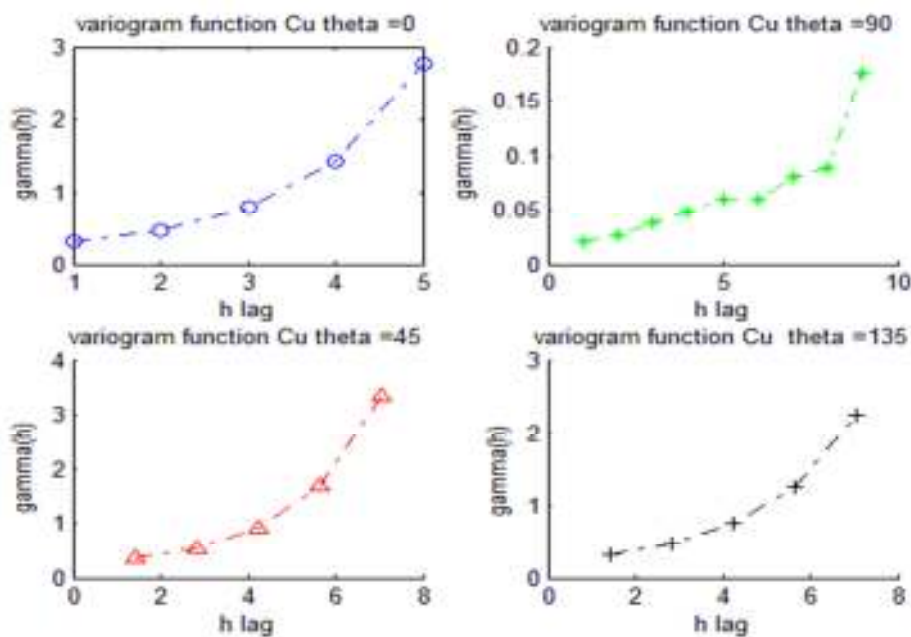 variogram function Cu theta =0
3
2
1
0
gamma(h)
1 2 3 4 5
h lag
variogram function Cu theta =90
0.2
0.15
0.1
0.05
0
gamma(h)
5 10
h lag
variogram function Cu theta =45
4
3
2
1
0
gamma(h)
0 2 4 6 8
h lag
variogram function Cu  theta =135
3
2
1
0
gamma(h)
0 2 4 6 8
h lag